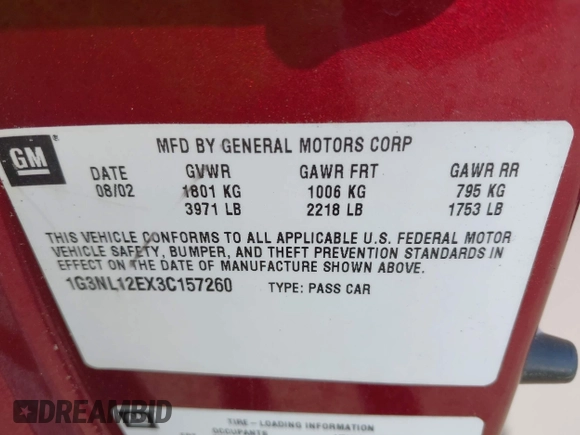 GM
MFD BY GENERAL MOTORS CORP
DATE GVWR GAWR FRT GAWR RR
08/02 1801 KG 1006 KG 795 KG
3971 LB 2218 LB 1753 LB
THIS VEHICLE CONFORMS TO ALL APPLICABLE U.S. FEDERAL MOTOR
VEHICLE SAFETY, BUMPER, AND THEFT PREVENTION STANDARDS IN
EFFECT ON THE DATE OF MANUFACTURE SHOWN ABOVE.
1G3NL12EX3C157260 TYPE: PASS CAR
DREAMBID
TIRE-LOADING INFORMATION
OCCUPANTS